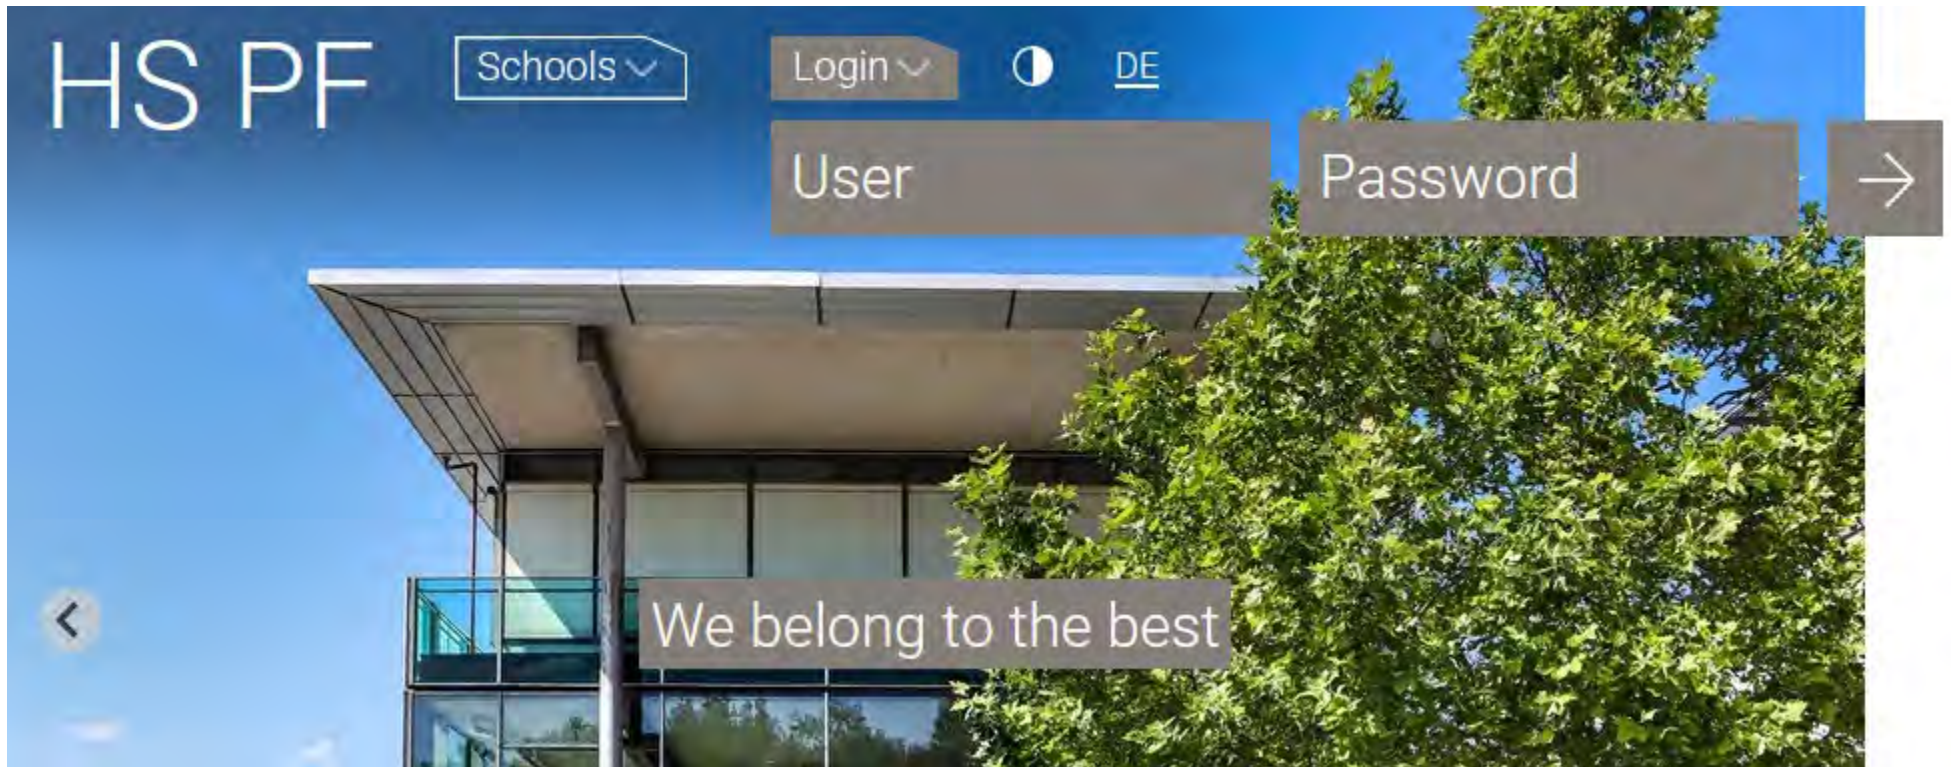 HS PF
Schools
Login
DE
User
Password
We belong to the best